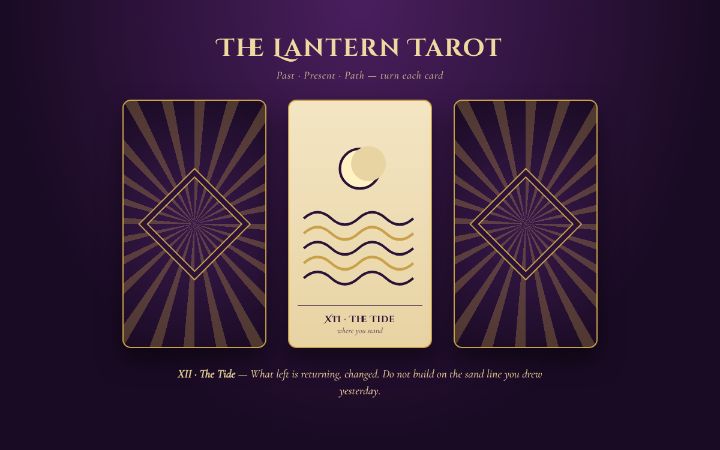 The Lantern Tarot
Past · Present · Path — turn each card
XII · The Tide
where you stand
XII · The Tide — What left is returning, changed. Do not build on the sand line you drew
yesterday.